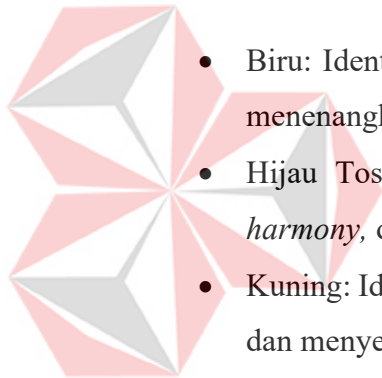 • Biru: Ident
menenangk
• Hijau Tos
harmony, d
• Kuning: Id
dan menye